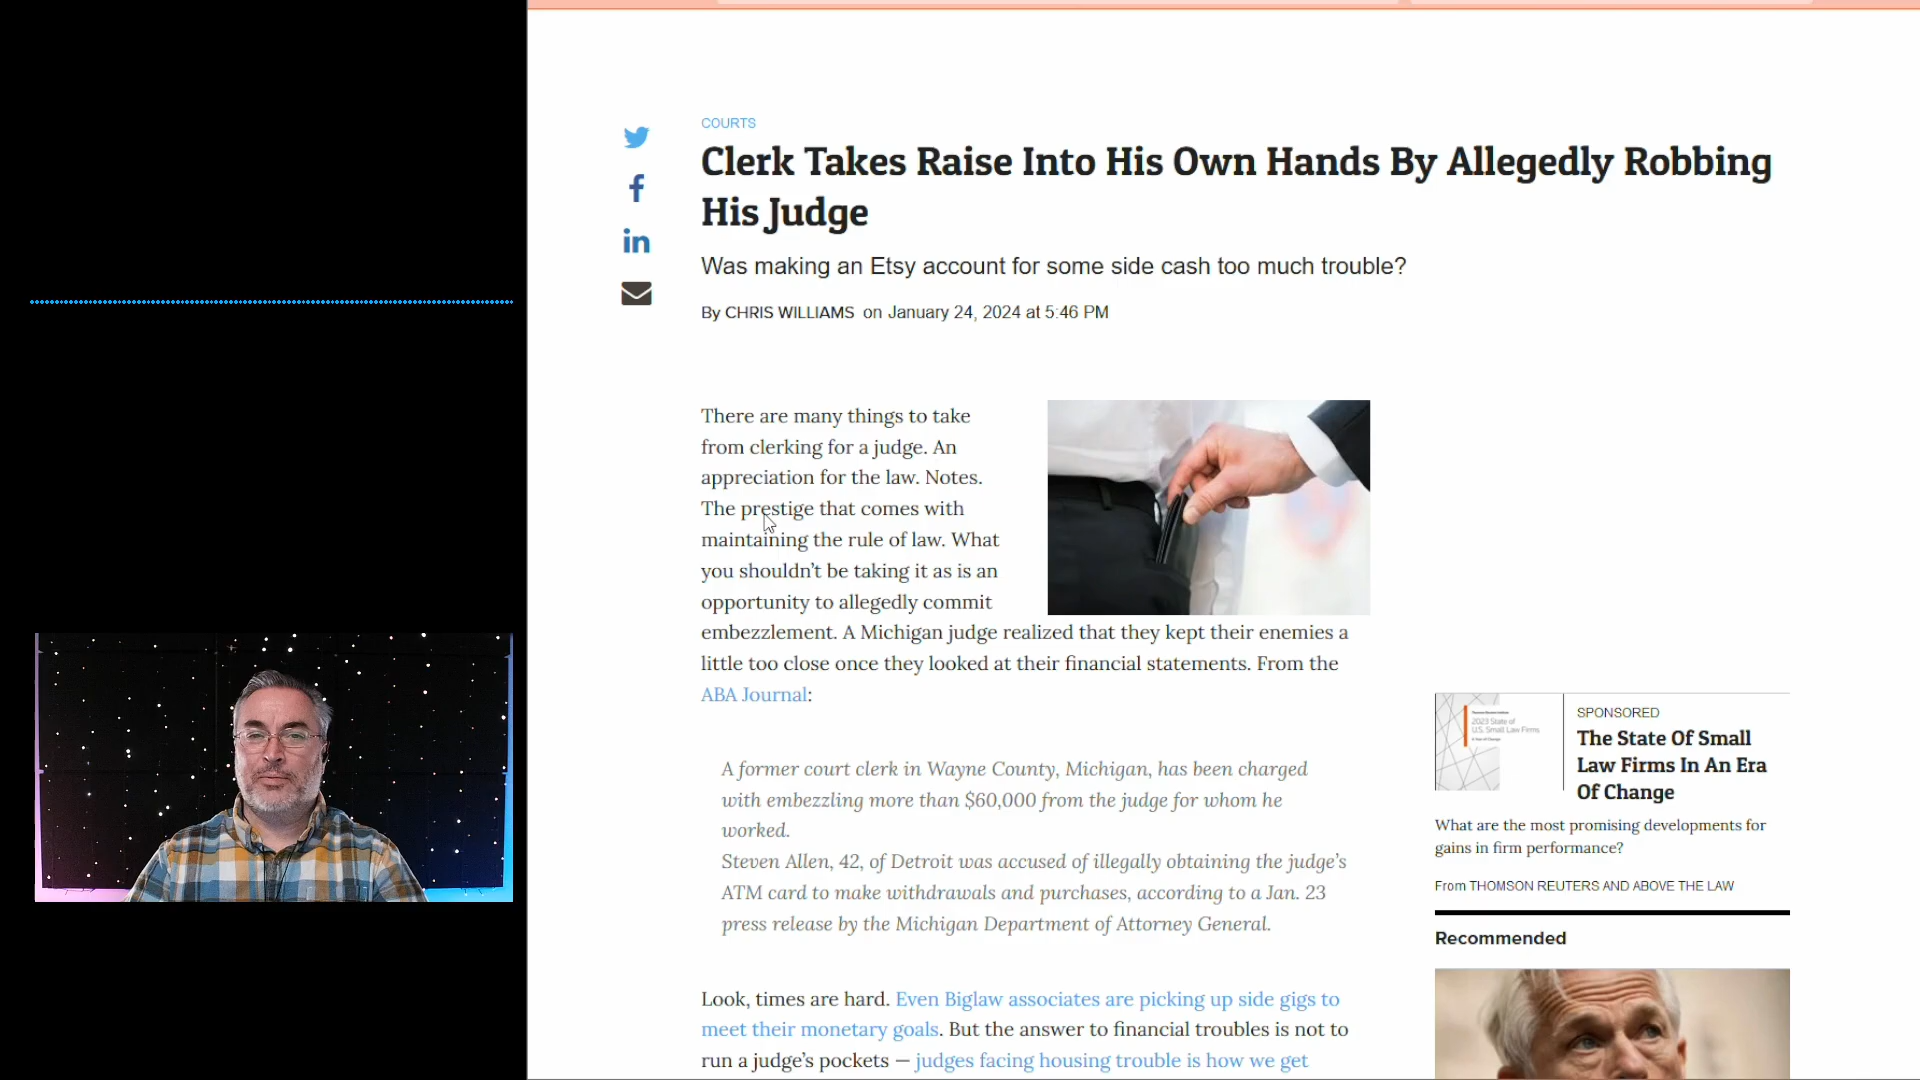 COURTS
Clerk Takes Raise Into His Own Hands By Allegedly Robbing
His Judge
Was making an Etsy account for some side cash too much trouble?
By CHRIS WILLIAMS on January 24, 2024 at 5:46 PM
There are many things to take
from clerking for a judge. An
appreciation for the law. Notes.
The prestige that comes with
maintaining the rule of law. What
you shouldn’t be taking it as is an
opportunity to allegedly commit
embezzlement. A Michigan judge realized that they kept their enemies a
little too close once they looked at their financial statements. From the
ABA Journal:
A former court clerk in Wayne County, Michigan, has been charged
with embezzling more than $60,000 from the judge for whom he
worked.
Steven Allen, 42, of Detroit was accused of illegally obtaining the judge’s
ATM card to make withdrawals and purchases, according to a Jan. 23
press release by the Michigan Department of Attorney General.
Look, times are hard. Even Biglaw associates are picking up side gigs to
meet their monetary goals. But the answer to financial troubles is not to
run a judge’s pockets — judges facing housing trouble is how we get
2023 State of
U.S. Small Law Firms
SPONSORED
The State Of Small
Law Firms In An Era
Of Change
What are the most promising developments for
gains in firm performance?
From THOMSON REUTERS AND ABOVE THE LAW
Recommended